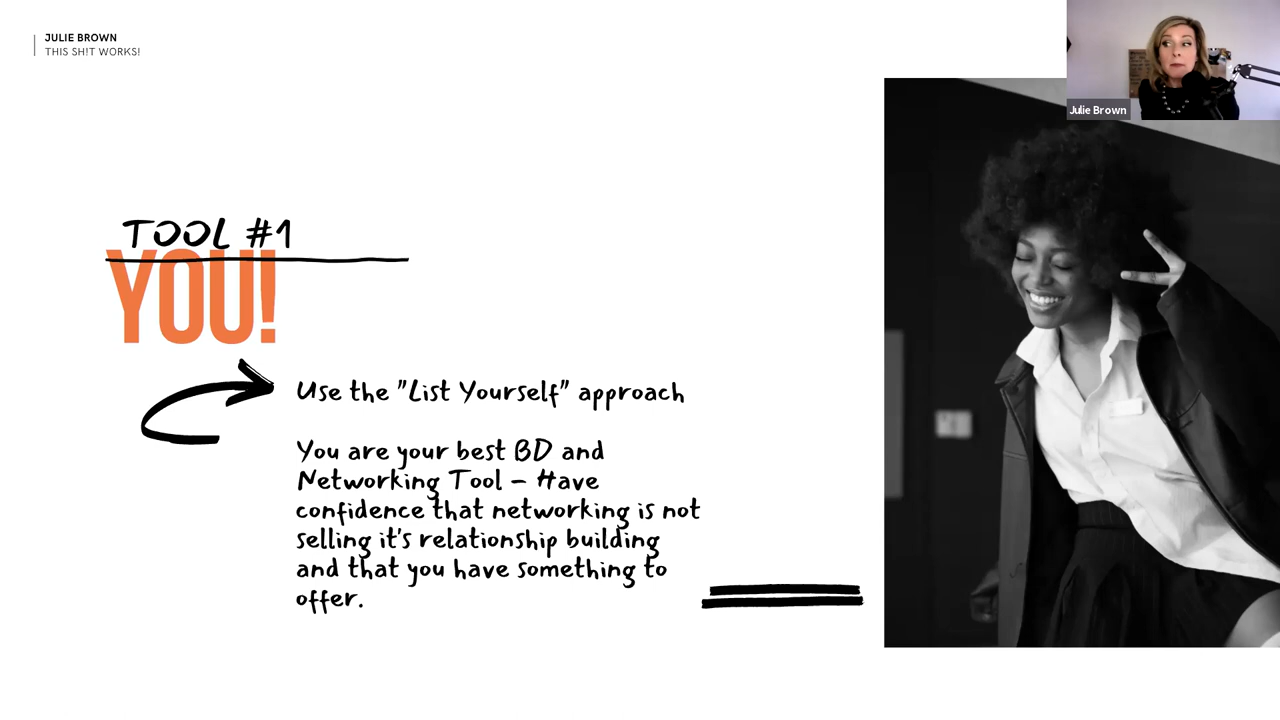 JULIE BROWN
THIS SH!T WORKS!
Julie Brown
TOOL #1
YOU!
Use the "List Yourself" approach
You are your best BD and
Networking Tool – Have
confidence that networking is not
selling it's relationship building
and that you have something to
offer.